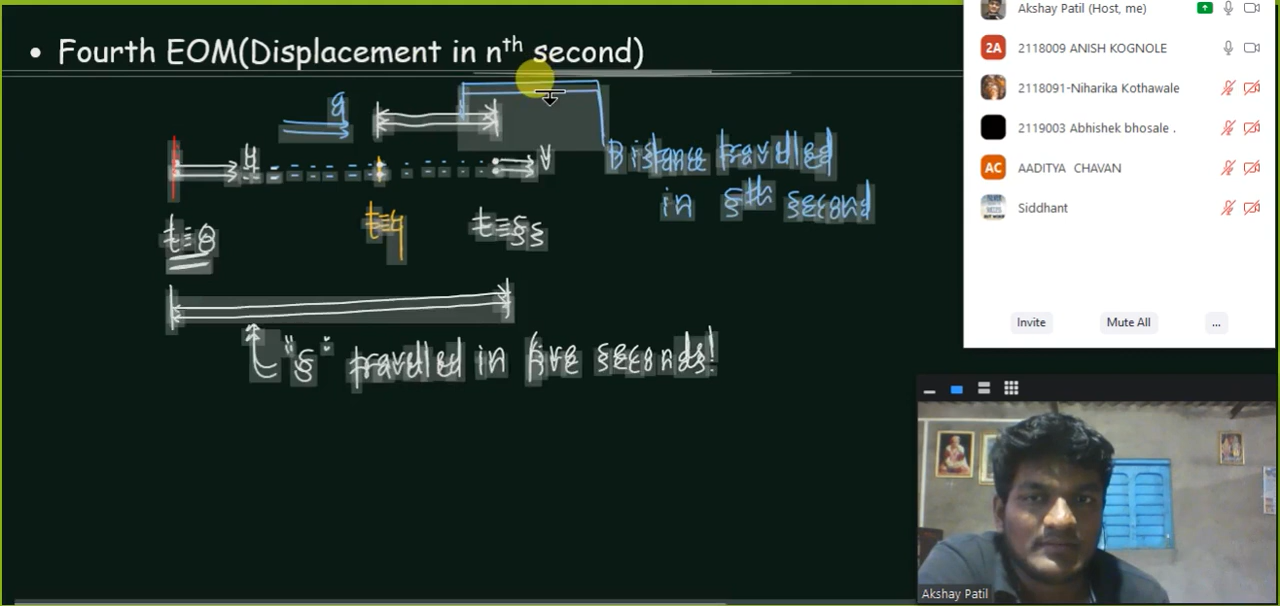 • Fourth EOM(Displacement in nth second)
a
u
v
Distance travelled
in 5th second
t=0
t=4
t=5s
"S" travelled in five seconds!
Akshay Patil (Host, me)
2A 2118009 ANISH KOGNOLE
2118091-Niharika Kothawale
2119003 Abhishek bhosale .
AC AADITYA CHAVAN
Siddhant
Invite Mute All ...
Akshay Patil